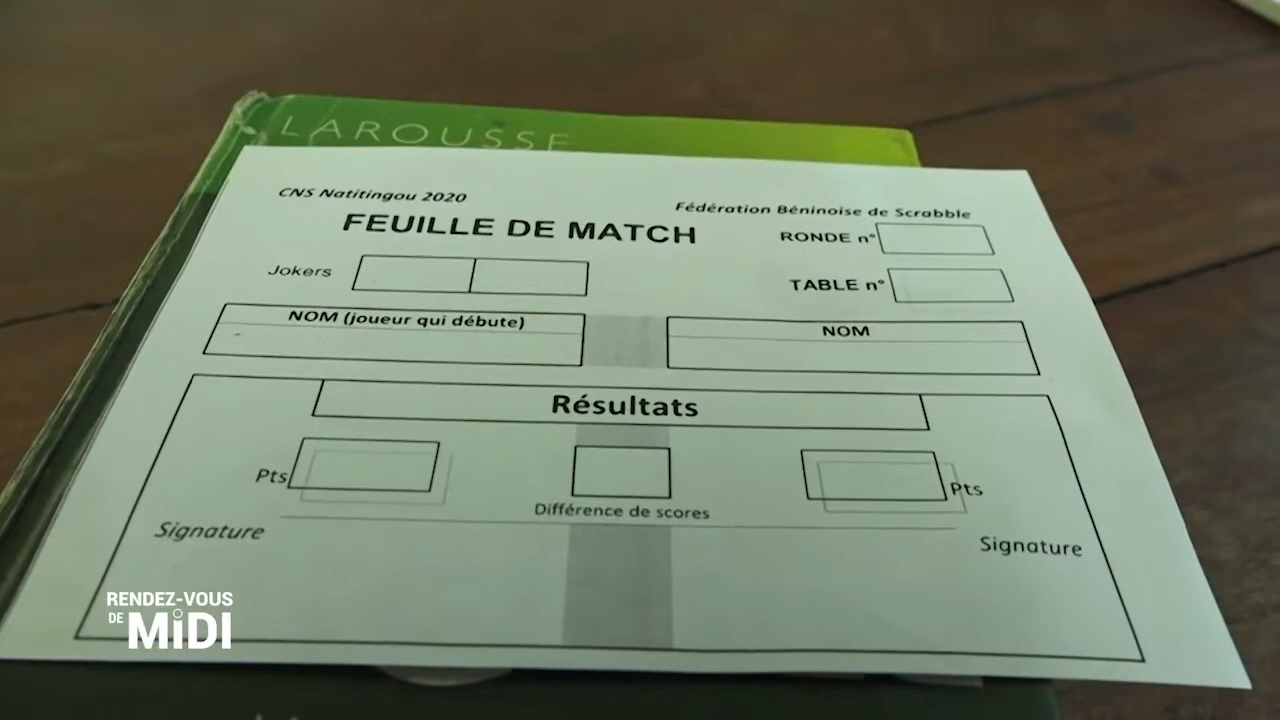 LAROUSSE
CNS Natitingou 2020
Fédération Béninoise de Scrabble
FEUILLE DE MATCH
RONDE n°
Jokers
TABLE n°
NOM (joueur qui débute)
NOM
Résultats
Pts
Pts
Différence de scores
Signature
Signature
RENDEZ-VOUS
DE MiDI